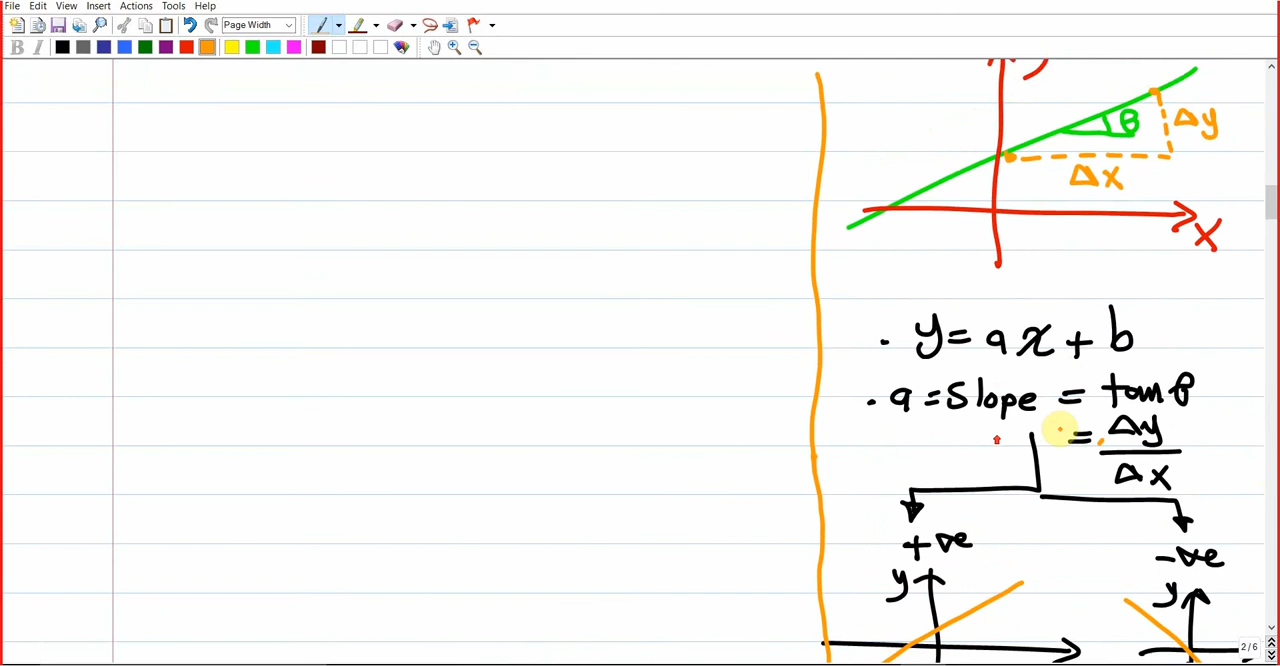 File Edit View Insert Actions Tools Help
Page Width
B I
y
θ
Δy
Δx
x
. y = ax + b
. a = Slope = tan θ
= Δy
Δx
+ve
-ve
y
y
2/6